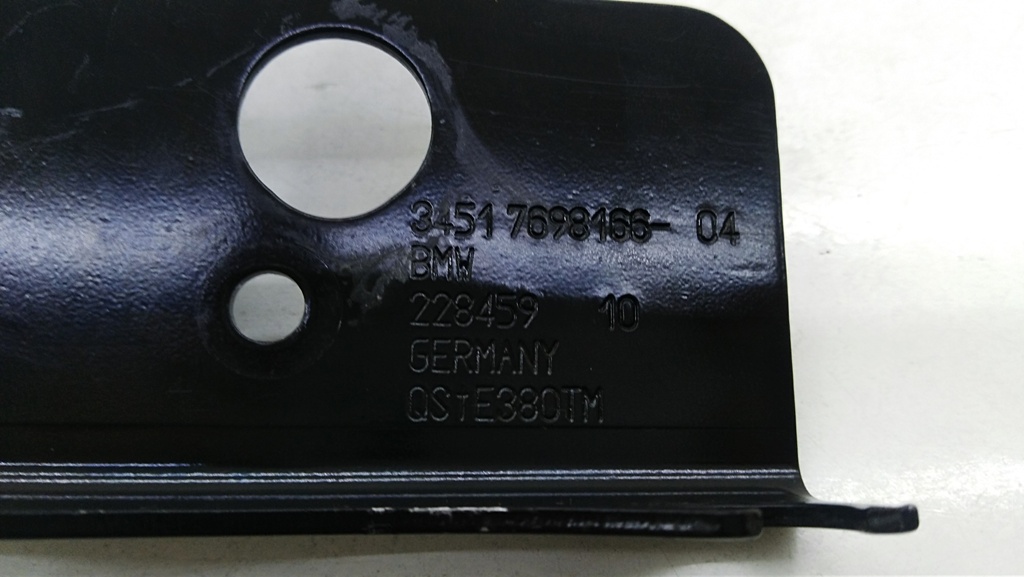 3451 7698166- 04
BMW
228459 10
GERMANY
QStE380TM